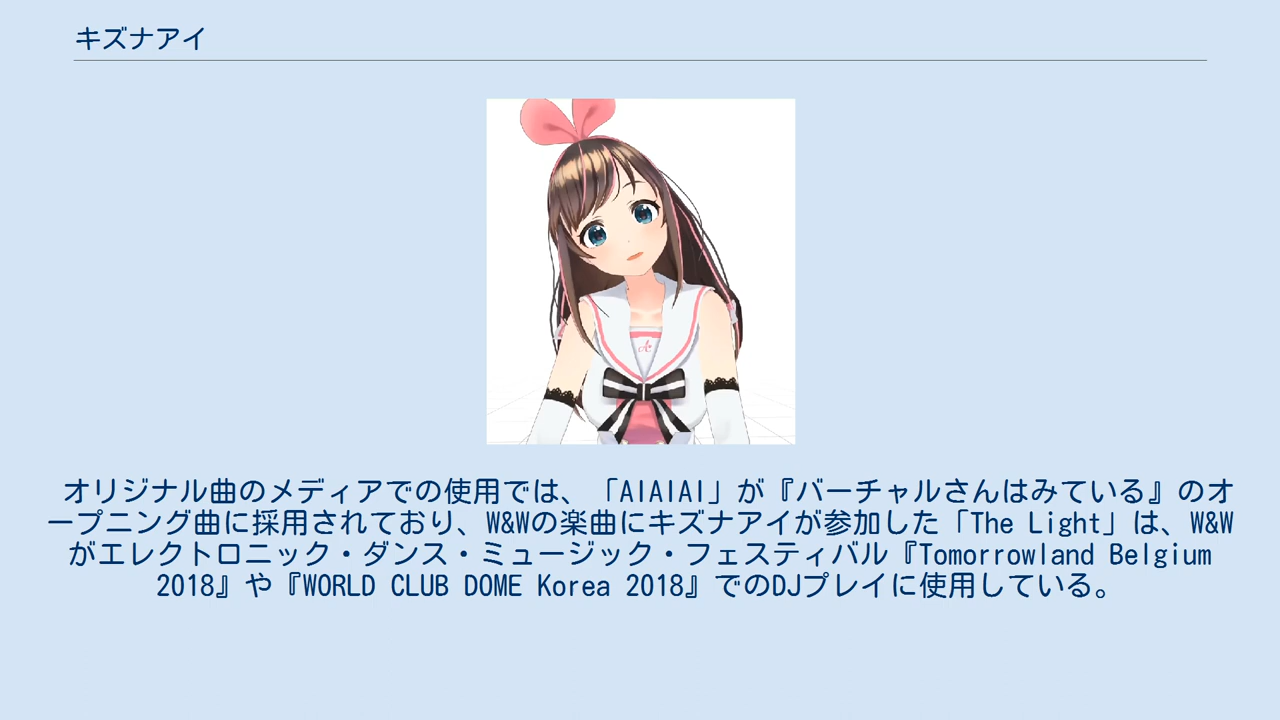 キズナアイ
オリジナル曲のメディアでの使用では、「AIAIAI」が『バーチャルさんはみている』のオ
ープニング曲に採用されており、W&Wの楽曲にキズナアイが参加した「The Light」は、W&W
がエレクトロニック・ダンス・ミュージック・フェスティバル『Tomorrowland Belgium
2018』や『WORLD CLUB DOME Korea 2018』でのDJプレイに使用している。